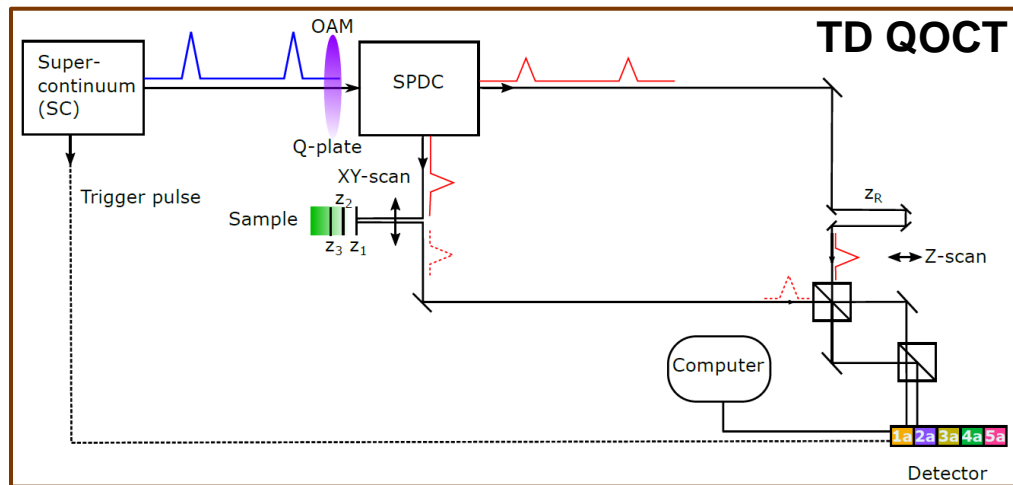 TD QOCT
OAM
Super-
continuum
(SC)
SPDC
Q-plate
XY-scan
Trigger pulse
z2
Sample
z3 z1
zR
Z-scan
Computer
1a 2a 3a 4a 5a
Detector